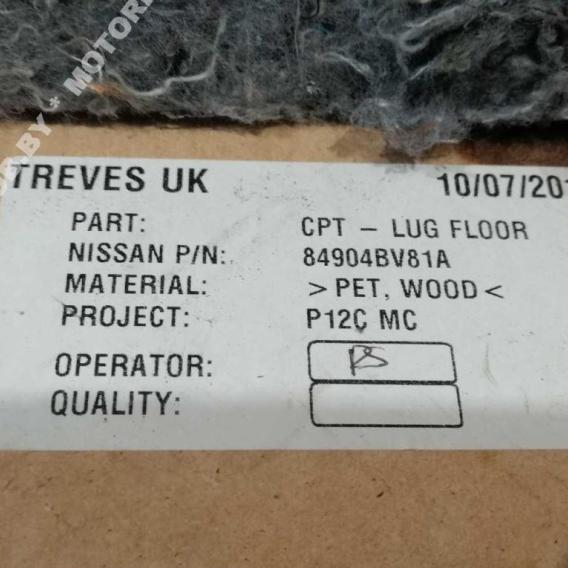 TREVES UK 10/07/201
PART: CPT - LUG FLOOR
NISSAN P/N: 84904BV81A
MATERIAL: >PET, WOOD<
PROJECT: P12C MC
OPERATOR: PS
QUALITY: